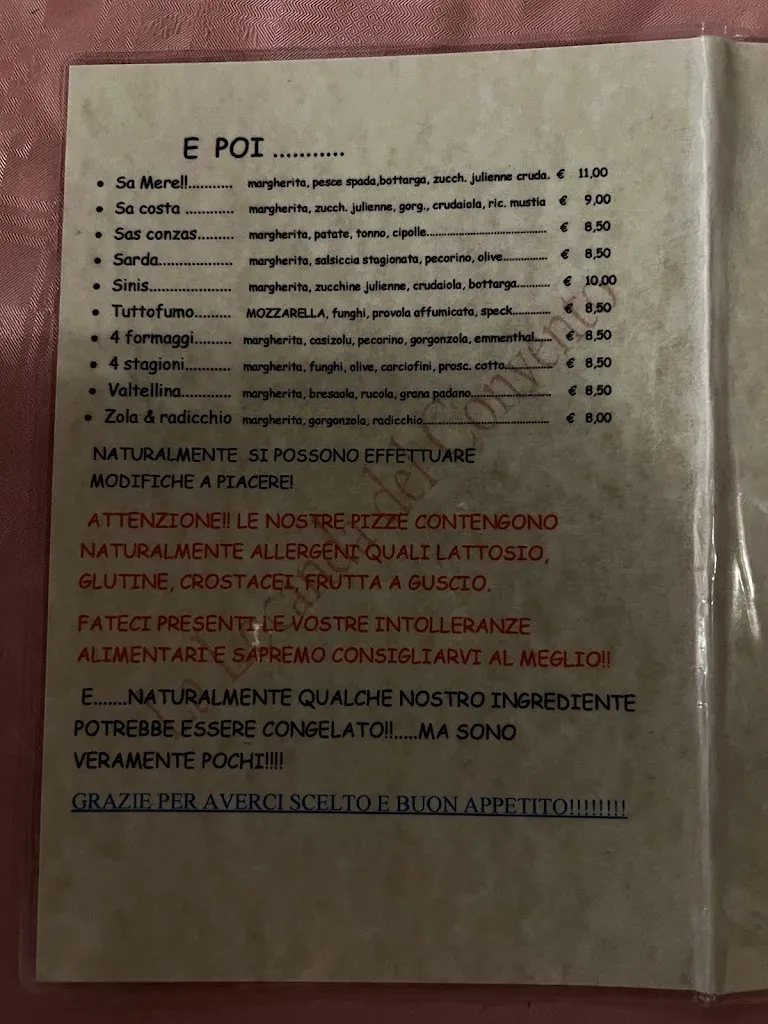 E POI ...........
• Sa Mere!!........... margherita, pesce spada,bottarga, zucch. julienne cruda. € 11,00
• Sa costa ............ margherita, zucch. julienne, gorg., crudaiola, ric. mustia € 9,00
• Sas conzas......... margherita, patate, tonno, cipolle....................................... € 8,50
• Sarda.................. margherita, salsiccia stagionata, pecorino, olive.............. € 8,50
• Sinis................... margherita, zucchine julienne, crudaiola, bottarga........... € 10,00
• Tuttofumo......... MOZZARELLA, funghi, provola affumicata, speck............. € 8,50
• 4 formaggi......... margherita, casizolu, pecorino, gorgonzola, emmenthal...... € 8,50
• 4 stagioni........... margherita, funghi, olive, carciofini, prosc. cotto............... € 8,50
• Valtellina............ margherita, bresaola, rucola, grana padano.......................... € 8,50
• Zola & radicchio margherita, gorgonzola, radicchio......................................... € 8,00
NATURALMENTE SI POSSONO EFFETTUARE
MODIFICHE A PIACERE!
ATTENZIONE!! LE NOSTRE PIZZE CONTENGONO
NATURALMENTE ALLERGENI QUALI LATTOSIO,
GLUTINE, CROSTACEI, FRUTTA A GUSCIO.
FATECI PRESENTI LE VOSTRE INTOLLERANZE
ALIMENTARI E SAPREMO CONSIGLIARVI AL MEGLIO!!
E.......NATURALMENTE QUALCHE NOSTRO INGREDIENTE
POTREBBE ESSERE CONGELATO!!.....MA SONO
VERAMENTE POCHI!!!!
GRAZIE PER AVERCI SCELTO E BUON APPETITO!!!!!!!!
La Locanda del Convento